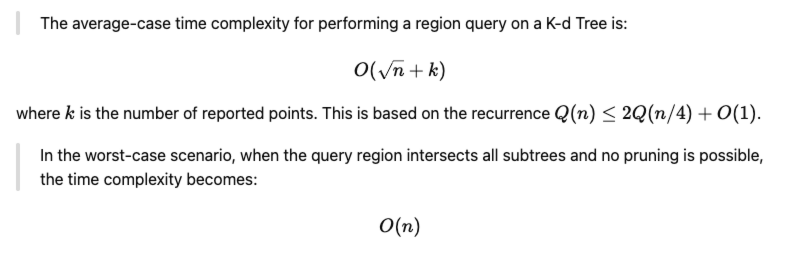 The average-case time complexity for performing a region query on a K-d Tree is:
O(√n + k)
where k is the number of reported points. This is based on the recurrence Q(n) ≤ 2Q(n/4) + O(1).
In the worst-case scenario, when the query region intersects all subtrees and no pruning is possible,
the time complexity becomes:
O(n)